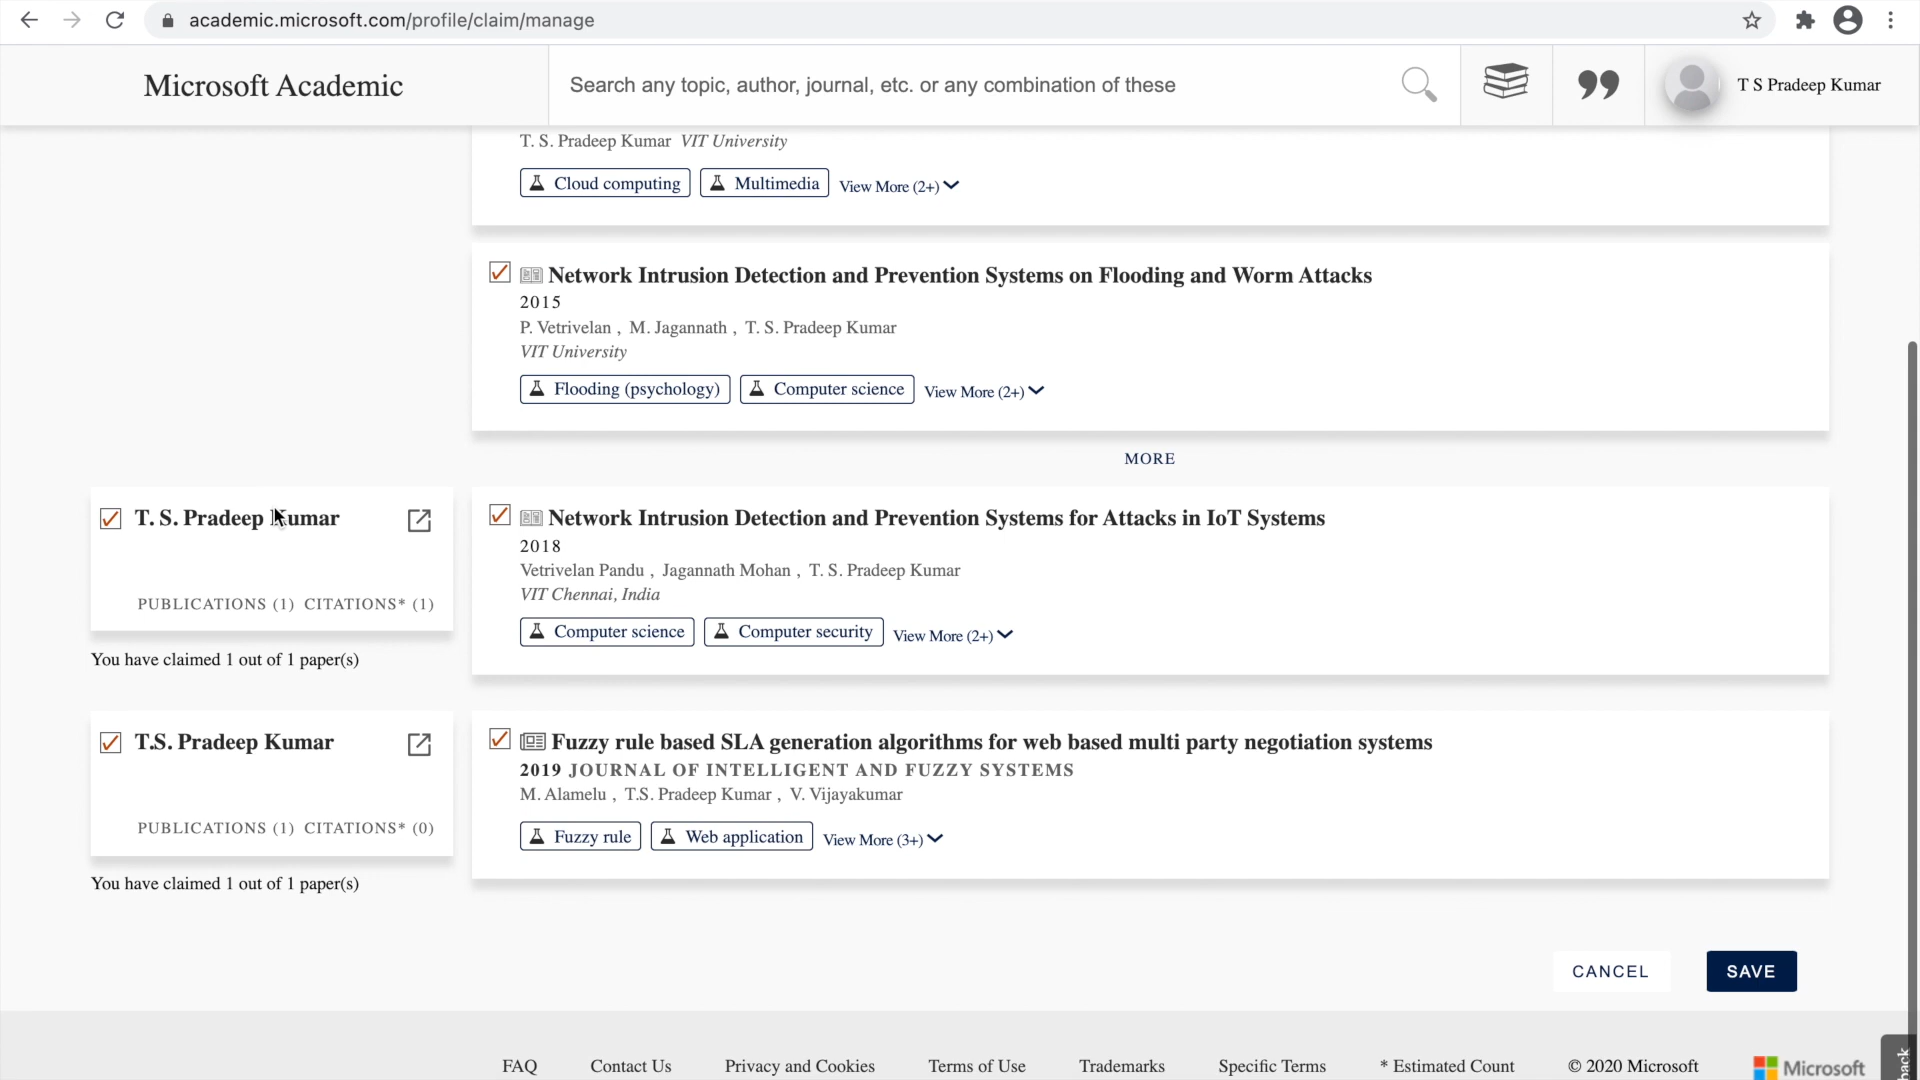 academic.microsoft.com/profile/claim/manage
Microsoft Academic
Search any topic, author, journal, etc. or any combination of these
T S Pradeep Kumar
T. S. Pradeep Kumar VIT University
Cloud computing Multimedia View More (2+)
Network Intrusion Detection and Prevention Systems on Flooding and Worm Attacks
2015
P. Vetrivelan , M. Jagannath , T. S. Pradeep Kumar
VIT University
Flooding (psychology) Computer science View More (2+)
MORE
T. S. Pradeep Kumar
PUBLICATIONS (1) CITATIONS* (1)
You have claimed 1 out of 1 paper(s)
Network Intrusion Detection and Prevention Systems for Attacks in IoT Systems
2018
Vetrivelan Pandu , Jagannath Mohan , T. S. Pradeep Kumar
VIT Chennai, India
Computer science Computer security View More (2+)
T.S. Pradeep Kumar
PUBLICATIONS (1) CITATIONS* (0)
You have claimed 1 out of 1 paper(s)
Fuzzy rule based SLA generation algorithms for web based multi party negotiation systems
2019 JOURNAL OF INTELLIGENT AND FUZZY SYSTEMS
M. Alamelu , T.S. Pradeep Kumar , V. Vijayakumar
Fuzzy rule Web application View More (3+)
CANCEL SAVE
FAQ Contact Us Privacy and Cookies Terms of Use Trademarks Specific Terms * Estimated Count © 2020 Microsoft Microsoft